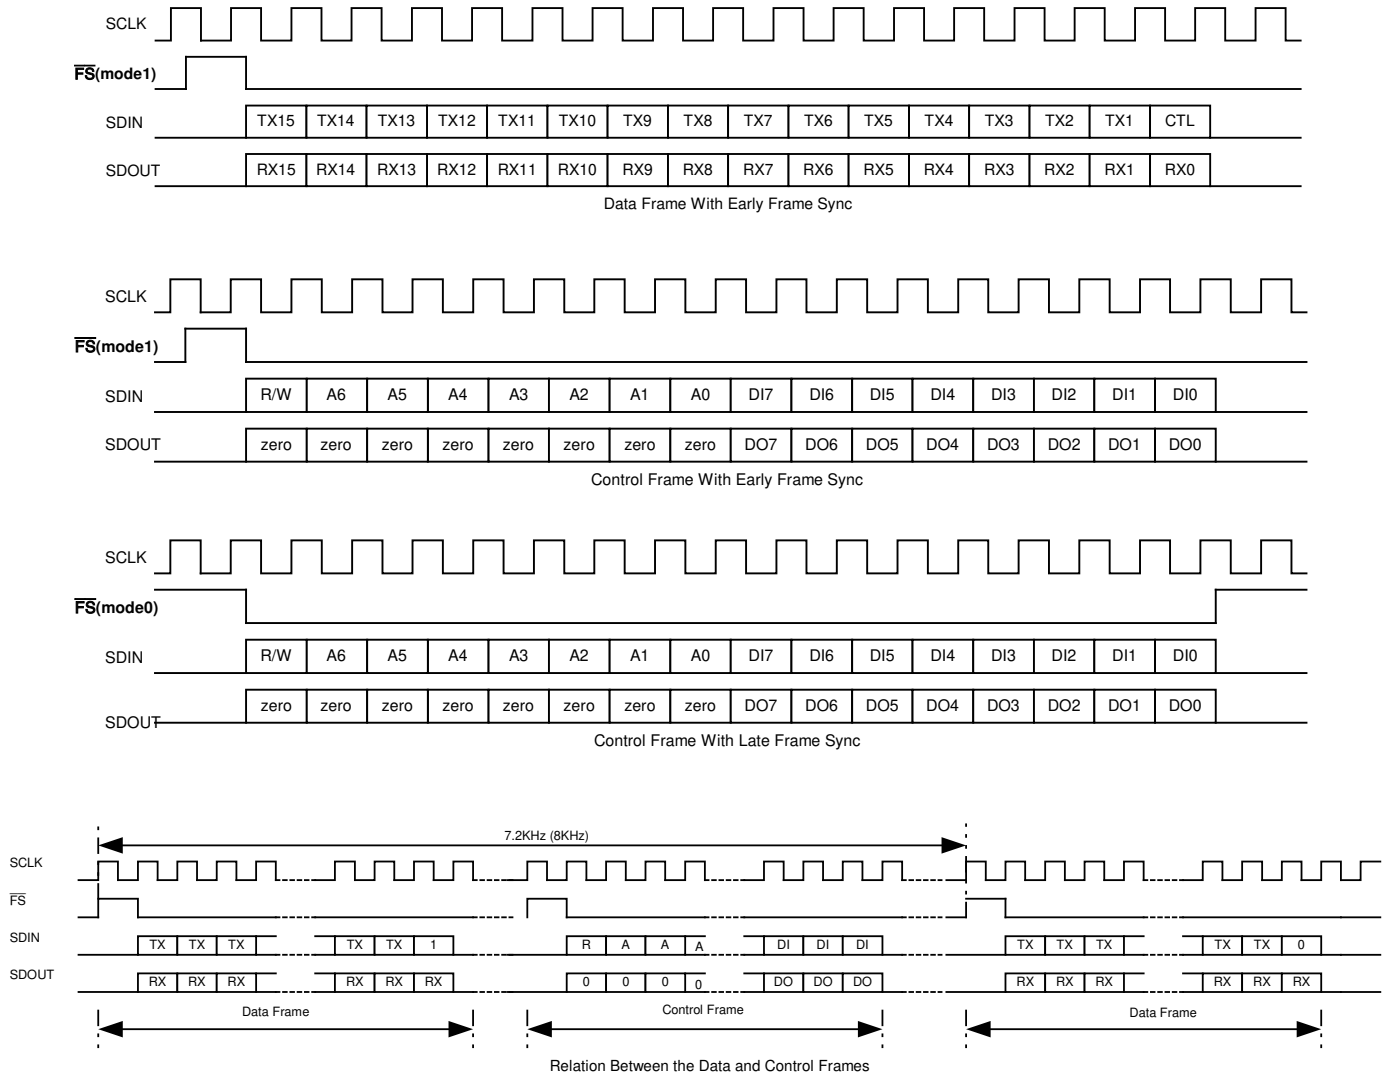 SCLK
FS(mode1)
SDIN TX15 TX14 TX13 TX12 TX11 TX10 TX9 TX8 TX7 TX6 TX5 TX4 TX3 TX2 TX1 CTL
SDOUT RX15 RX14 RX13 RX12 RX11 RX10 RX9 RX8 RX7 RX6 RX5 RX4 RX3 RX2 RX1 RX0
Data Frame With Early Frame Sync
SCLK
FS(mode1)
SDIN R/W A6 A5 A4 A3 A2 A1 A0 DI7 DI6 DI5 DI4 DI3 DI2 DI1 DI0
SDOUT zero zero zero zero zero zero zero zero DO7 DO6 DO5 DO4 DO3 DO2 DO1 DO0
Control Frame With Early Frame Sync
SCLK
FS(mode0)
SDIN R/W A6 A5 A4 A3 A2 A1 A0 DI7 DI6 DI5 DI4 DI3 DI2 DI1 DI0
SDOUT zero zero zero zero zero zero zero zero DO7 DO6 DO5 DO4 DO3 DO2 DO1 DO0
Control Frame With Late Frame Sync
7.2KHz (8KHz)
SCLK
FS
SDIN TX TX TX TX TX 1 R A A A DI DI DI TX TX TX TX TX 0
SDOUT RX RX RX RX RX RX 0 0 0 0 DO DO DO RX RX RX RX RX RX
Data Frame Control Frame Data Frame
Relation Between the Data and Control Frames